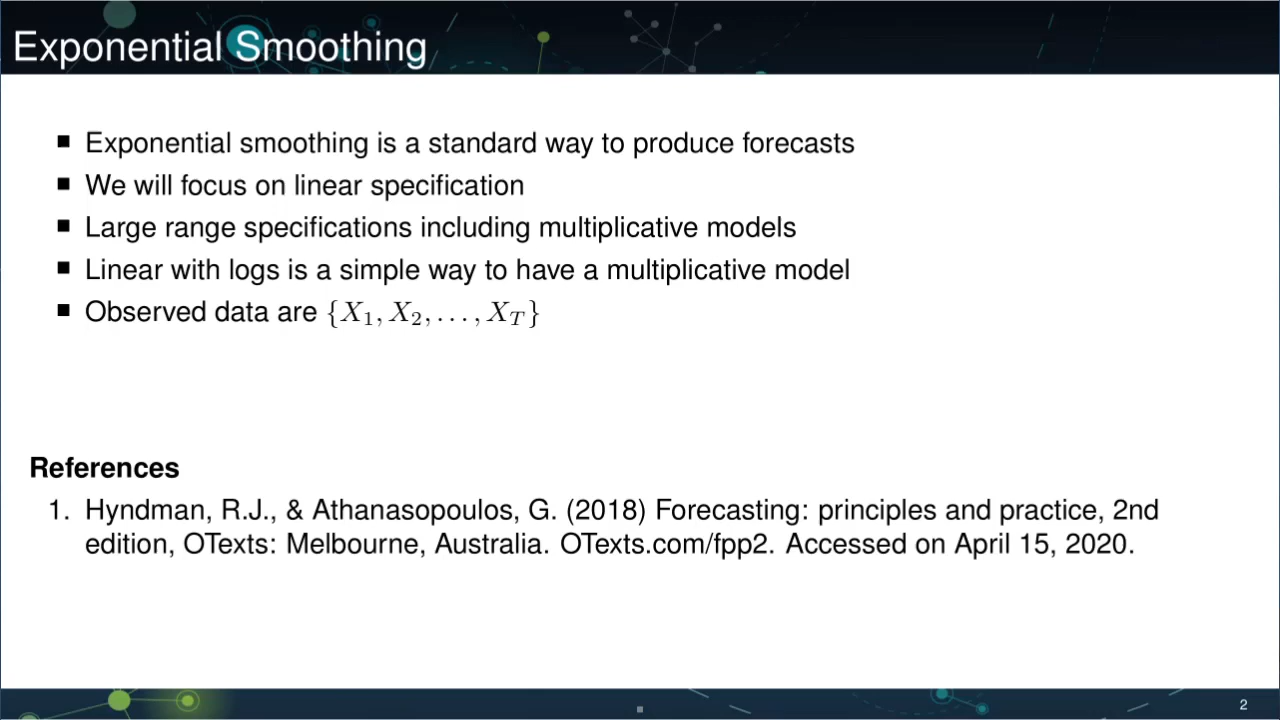 Exponential Smoothing
■ Exponential smoothing is a standard way to produce forecasts
■ We will focus on linear specification
■ Large range specifications including multiplicative models
■ Linear with logs is a simple way to have a multiplicative model
■ Observed data are {X₁, X₂, . . . , X_T}
References
1. Hyndman, R.J., & Athanasopoulos, G. (2018) Forecasting: principles and practice, 2nd
edition, OTexts: Melbourne, Australia. OTexts.com/fpp2. Accessed on April 15, 2020.
2